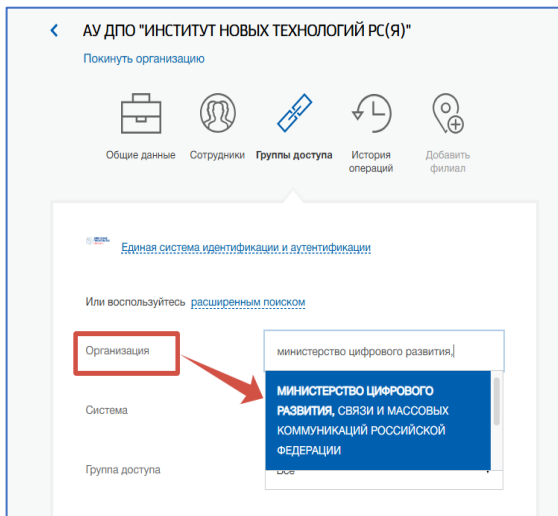 АУ ДПО "ИНСТИТУТ НОВЫХ ТЕХНОЛОГИЙ РС(Я)"
Покинуть организацию
Общие данные Сотрудники Группы доступа История операций Добавить филиал
Единая система идентификации и аутентификации
Или воспользуйтесь расширенным поиском
Организация
министерство цифрового развития,
МИНИСТЕРСТВО ЦИФРОВОГО
РАЗВИТИЯ, СВЯЗИ И МАССОВЫХ
КОММУНИКАЦИЙ РОССИЙСКОЙ
ФЕДЕРАЦИИ
Система
Группа доступа
Все